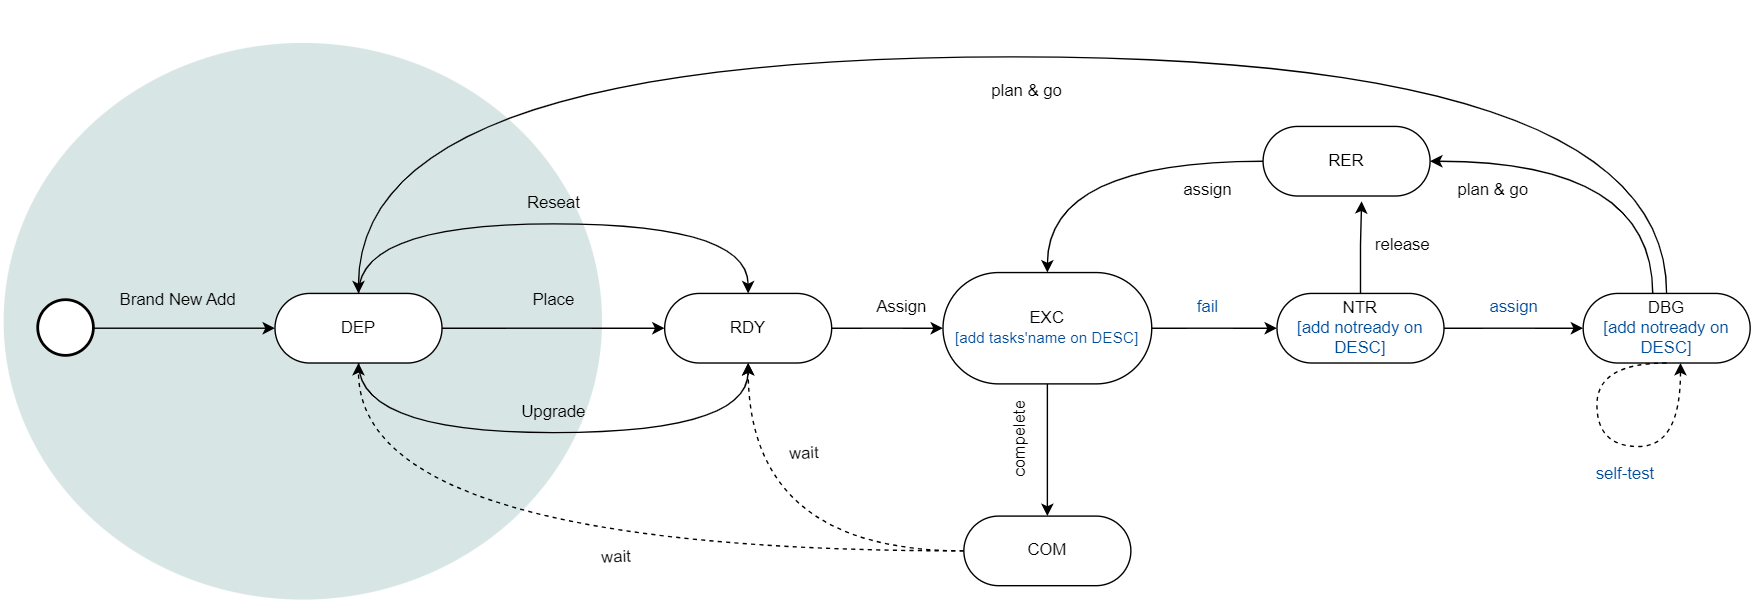 plan & go
RER
assign
plan & go
Reseat
release
Brand New Add
Place
Assign
fail
assign
DEP
RDY
EXC
[add tasks'name on DESC]
NTR
[add notready on
DESC]
DBG
[add notready on
DESC]
Upgrade
compelete
wait
self-test
COM
wait